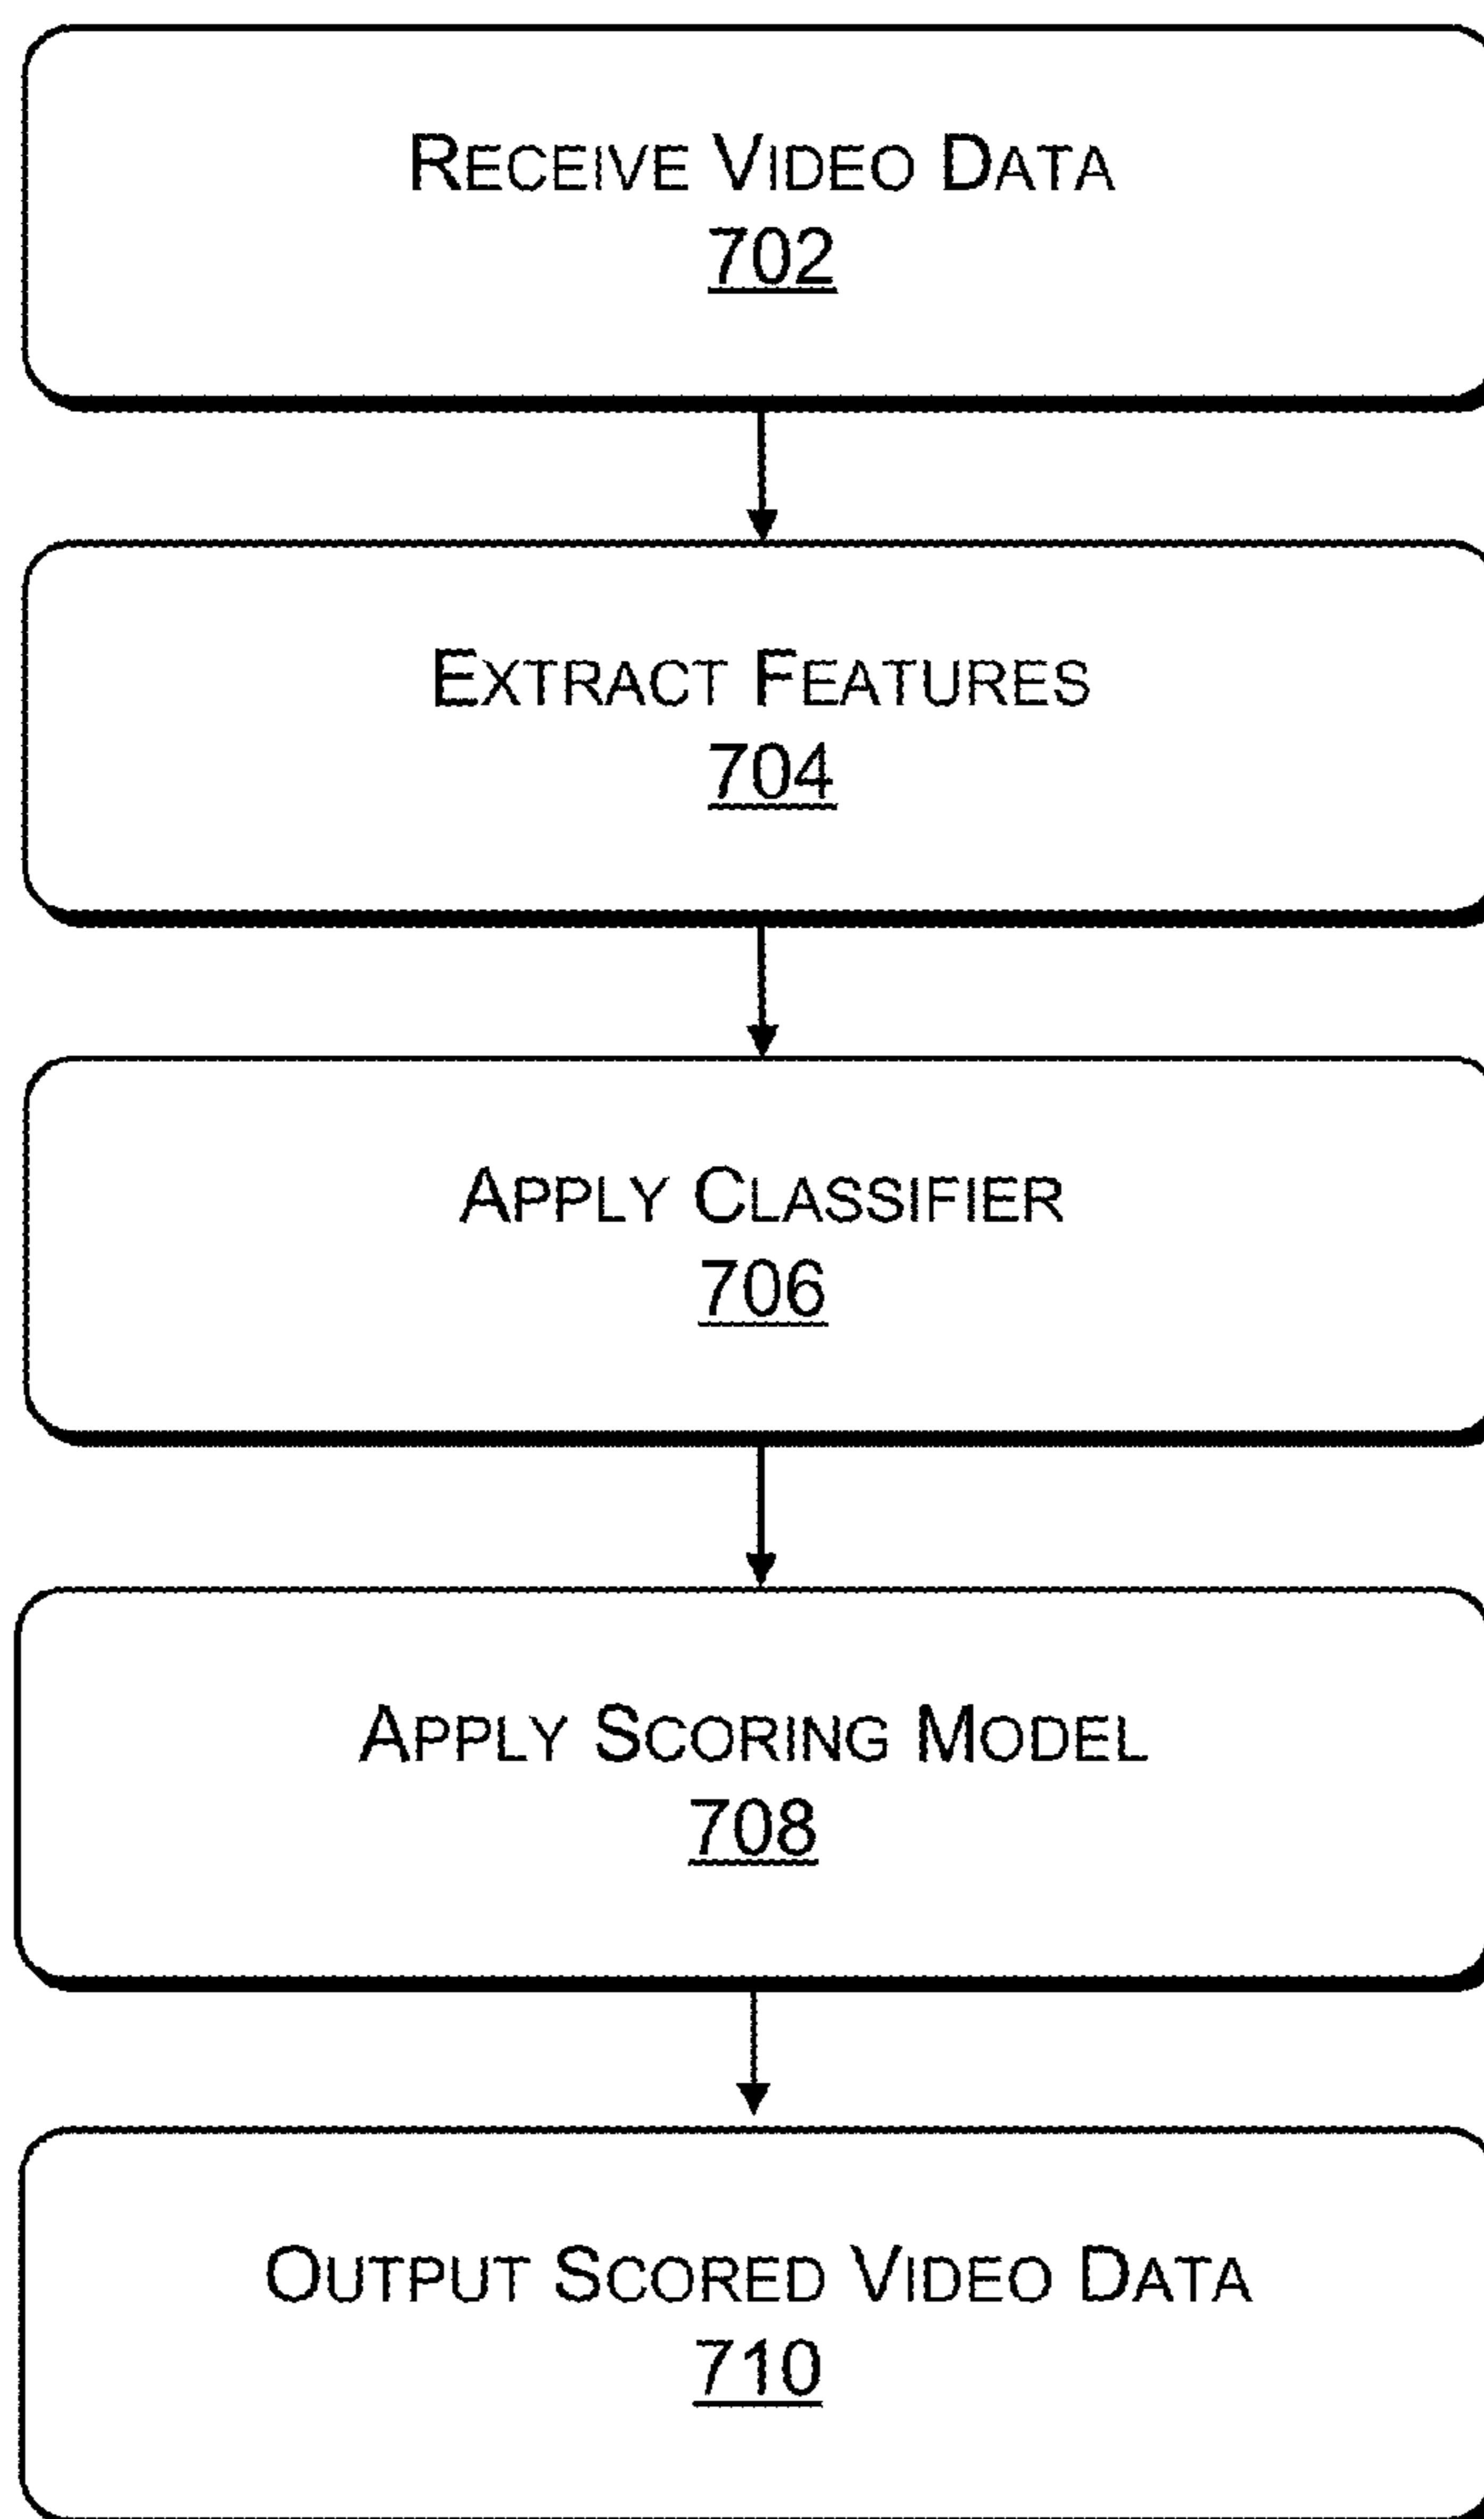 RECEIVE VIDEO DATA
702
EXTRACT FEATURES
704
APPLY CLASSIFIER
706
APPLY SCORING MODEL
708
OUTPUT SCORED VIDEO DATA
710